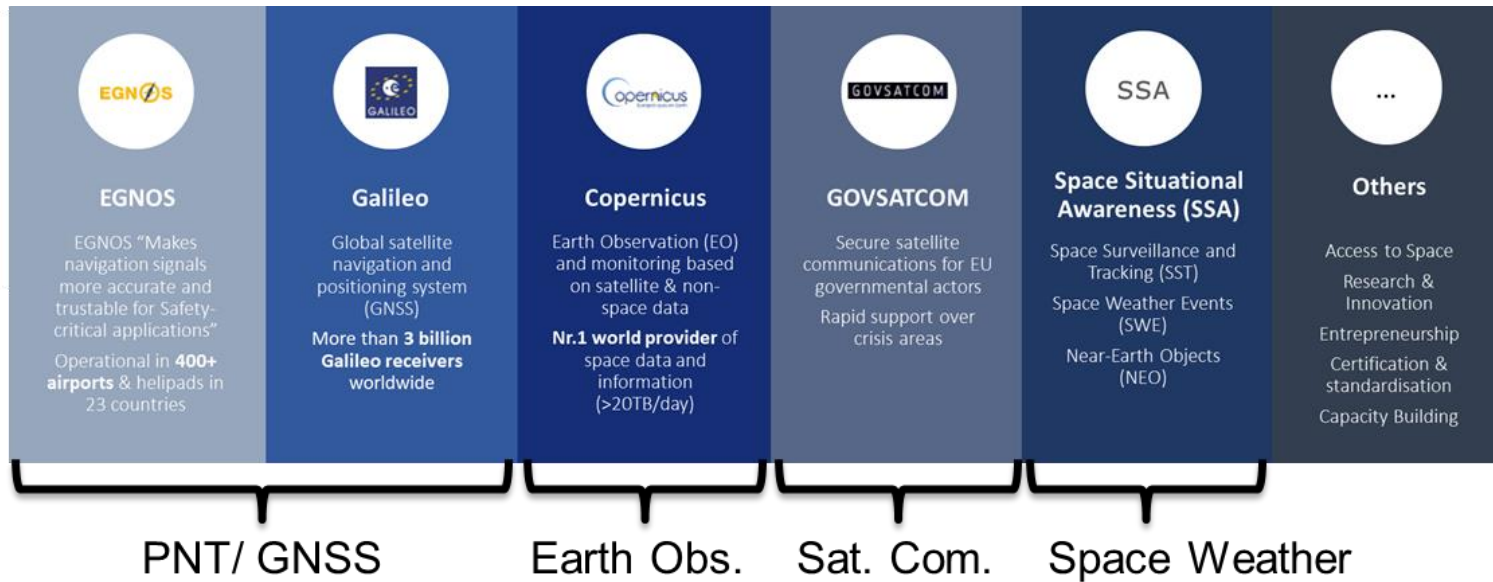 EGNOS
EGNOS
EGNOS “Makes
navigation signals
more accurate and
trustable for Safety-
critical applications”
Operational in 400+
airports & helipads in
23 countries
GALILEO
Galileo
Global satellite
navigation and
positioning system
(GNSS)
More than 3 billion
Galileo receivers
worldwide
opernicus
Copernicus
Earth Observation (EO)
and monitoring based
on satellite & non-
space data
Nr.1 world provider of
space data and
information
(>20TB/day)
GOVSATCOM
GOVSATCOM
Secure satellite
communications for EU
governmental actors
Rapid support over
crisis areas
SSA
Space Situational
Awareness (SSA)
Space Surveillance and
Tracking (SST)
Space Weather Events
(SWE)
Near-Earth Objects
(NEO)
...
Others
Access to Space
Research &
Innovation
Entrepreneurship
Certification &
standardisation
Capacity Building
PNT/ GNSS
Earth Obs.
Sat. Com.
Space Weather